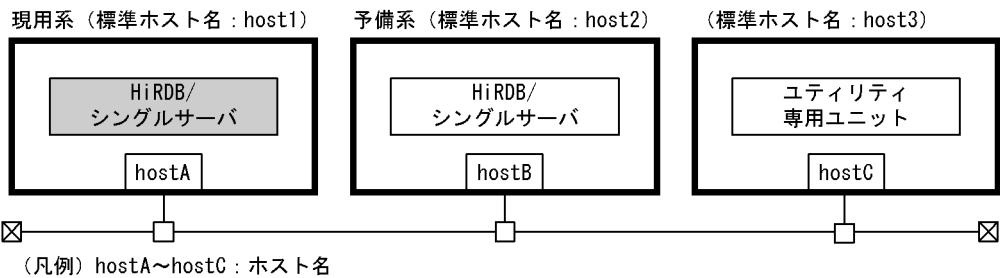 現用系（標準ホスト名：host1）
予備系（標準ホスト名：host2）
（標準ホスト名：host3）
HiRDB/
シングルサーバ
HiRDB/
シングルサーバ
ユティリティ
専用ユニット
hostA
hostB
hostC
（凡例）hostA～hostC：ホスト名